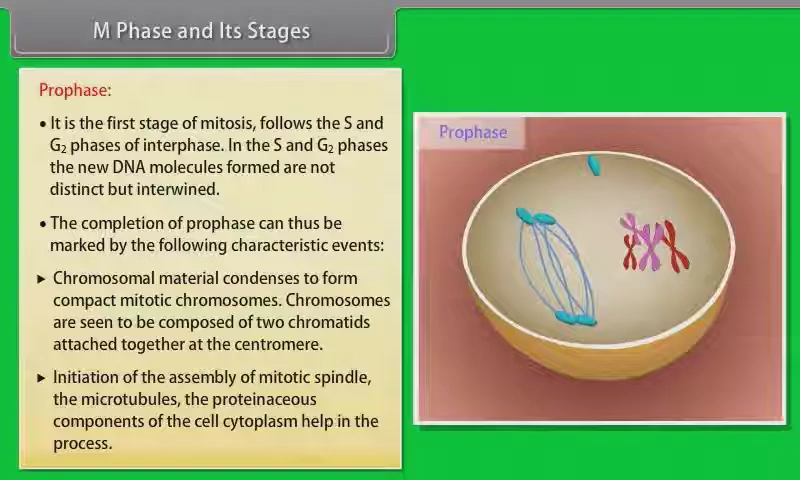 M Phase and Its Stages
Prophase:
• It is the first stage of mitosis, follows the S and
G₂ phases of interphase. In the S and G₂ phases
the new DNA molecules formed are not
distinct but interwined.
• The completion of prophase can thus be
marked by the following characteristic events:
► Chromosomal material condenses to form
compact mitotic chromosomes. Chromosomes
are seen to be composed of two chromatids
attached together at the centromere.
► Initiation of the assembly of mitotic spindle,
the microtubules, the proteinaceous
components of the cell cytoplasm help in the
process.
Prophase